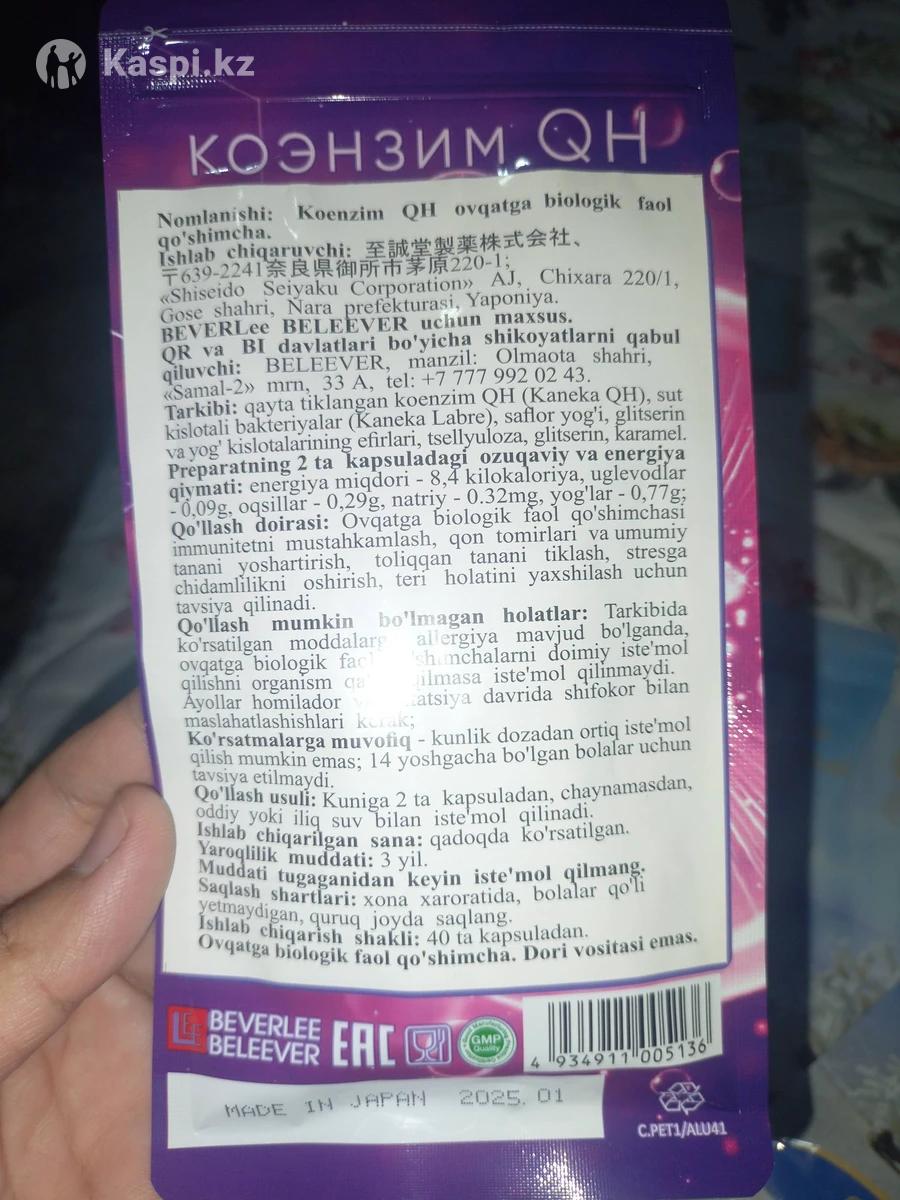 Kaspi.kz
КОЭНЗИМ QH
Nomlanishi: Koenzim QH ovqatga biologik faol
qo'shimcha.
Ishlab chiqaruvchi: 至誠堂製薬株式会社、
〒639-2241奈良県御所市茅原220-1;
«Shiseido Seiyaku Corporation» AJ, Chixara 220/1,
Gose shahri, Nara prefekturasi, Yaponiya.
BEVERLee BELEEVER uchun maxsus.
QR va BI davlatlari bo'yicha shikoyatlarni qabul
qiluvchi: BELEEVER, manzil: Olmaota shahri,
«Samal-2» mrn, 33 A, tel: +7 777 992 02 43.
Tarkibi: qayta tiklangan koenzim QH (Kaneka QH), sut
kislotali bakteriyalar (Kaneka Labre), saflor yog'i, glitserin
va yog' kislotalarining efirlari, tsellyuloza, glitserin, karamel.
Preparatning 2 ta kapsuladagi ozuqaviy va energiya
qiymati: energiya miqdori - 8,4 kilokaloriya, uglevodlar
- 0,09g, oqsillar - 0,29g, natriy - 0.32mg, yog'lar - 0,77g;
Qo'llash doirasi: Ovqatga biologik faol qo'shimchasi
immunitetni mustahkamlash, qon tomirlari va umumiy
tanani yoshartirish, toliqqan tanani tiklash, stresga
chidamlilikni oshirish, teri holatini yaxshilash uchun
tavsiya qilinadi.
Qo'llash mumkin bo'lmagan holatlar: Tarkibida
ko'rsatilgan allergiya mavjud bo'lganda,
ovqatga biologik doimiy iste'mol
qilishni organism iste'mol qilinmaydi.
Ayollar homilador davrida shifokor bilan
maslahatlashishlari kerak;
Ko'rsatmalarga muvofiq - kunlik dozadan ortiq iste'mol
qilish mumkin emas; 14 yoshgacha bo'lgan bolalar uchun
tavsiya etilmaydi.
Qo'llash usuli: Kuniga 2 ta kapsuladan, chaynamasdan,
oddiy yoki iliq suv bilan iste'mol qilinadi.
Ishlab chiqarilgan sana: qadoqda ko'rsatilgan.
Yaroqlilik muddati: 3 yil.
Muddati tugaganidan keyin iste'mol qilmang.
Saqlash shartlari: xona xaroratida, bolalar qo'li
yetmaydigan, quruq joyda saqlang.
Ishlab chiqarish shakli: 40 ta kapsuladan.
Ovqatga biologik faol qo'shimcha. Dori vositasi emas.
BEVERLEE
BELEEVER
EAC
GMP
Quality
4 934911 005136
MADE IN JAPAN 2025. 01
C.PET1/ALU41